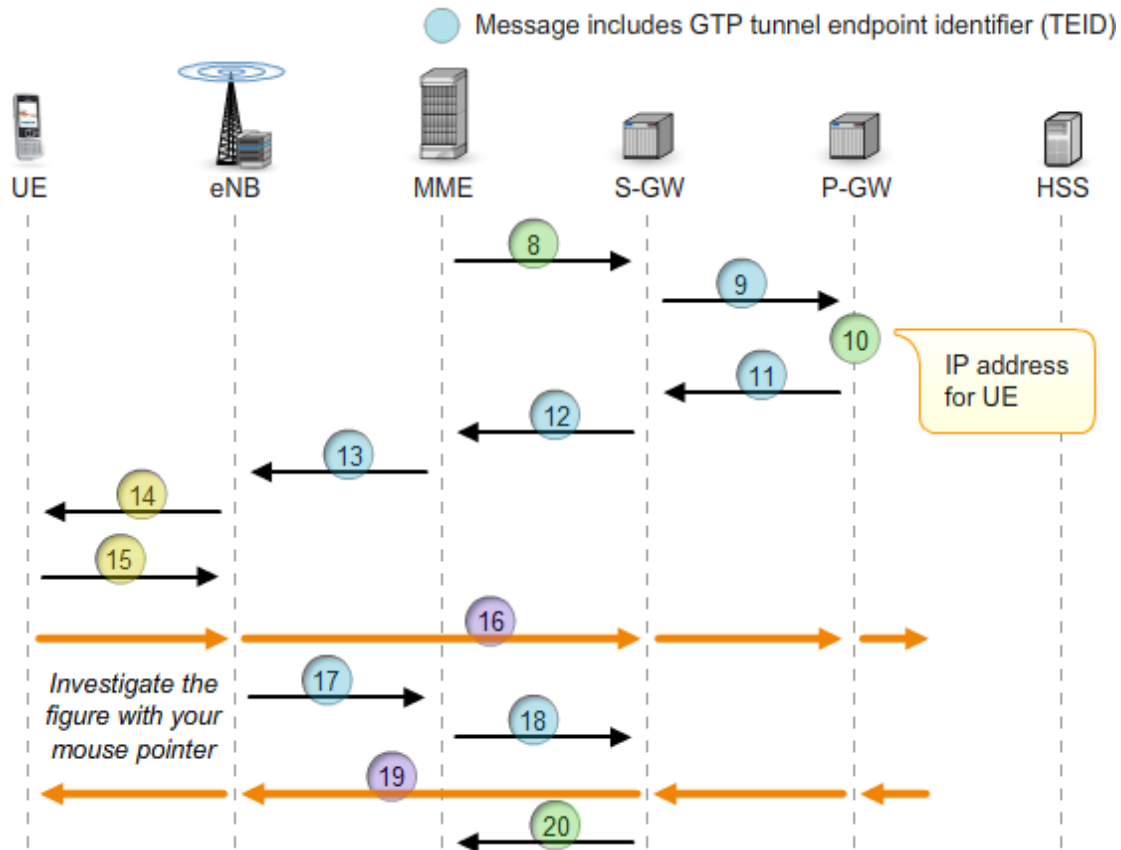 Message includes GTP tunnel endpoint identifier (TEID)
UE eNB MME S-GW P-GW HSS
8
9
10
IP address
for UE
11
12
13
14
15
16
17
Investigate the
figure with your
mouse pointer
18
19
20